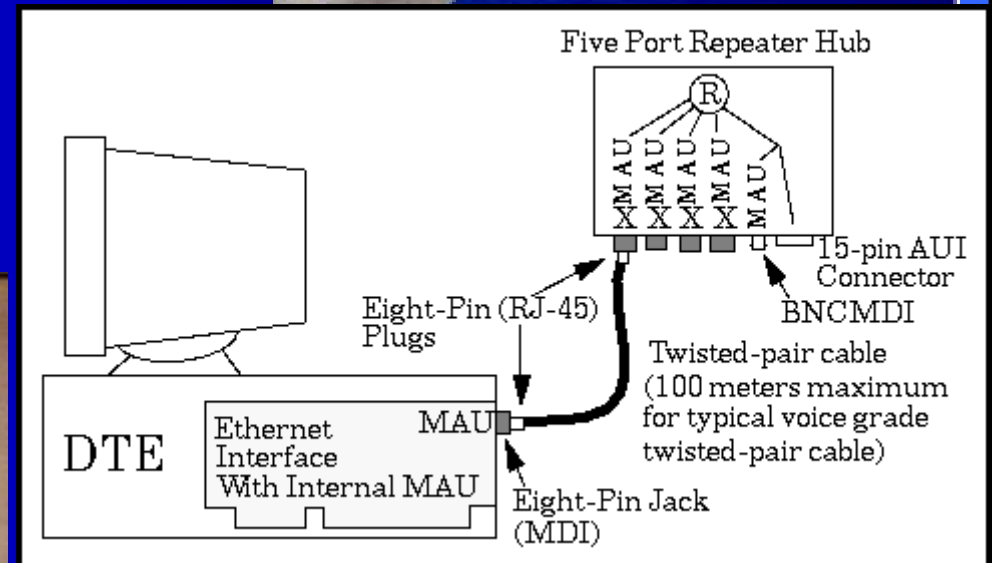 Five Port Repeater Hub
R
X MAU X MAU X MAU X MAU MAU
15-pin AUI
Connector
BNCMDI
Eight-Pin (RJ-45)
Plugs
Twisted-pair cable
(100 meters maximum
for typical voice grade
twisted-pair cable)
DTE
MAU
Ethernet
Interface
With Internal MAU
Eight-Pin Jack
(MDI)